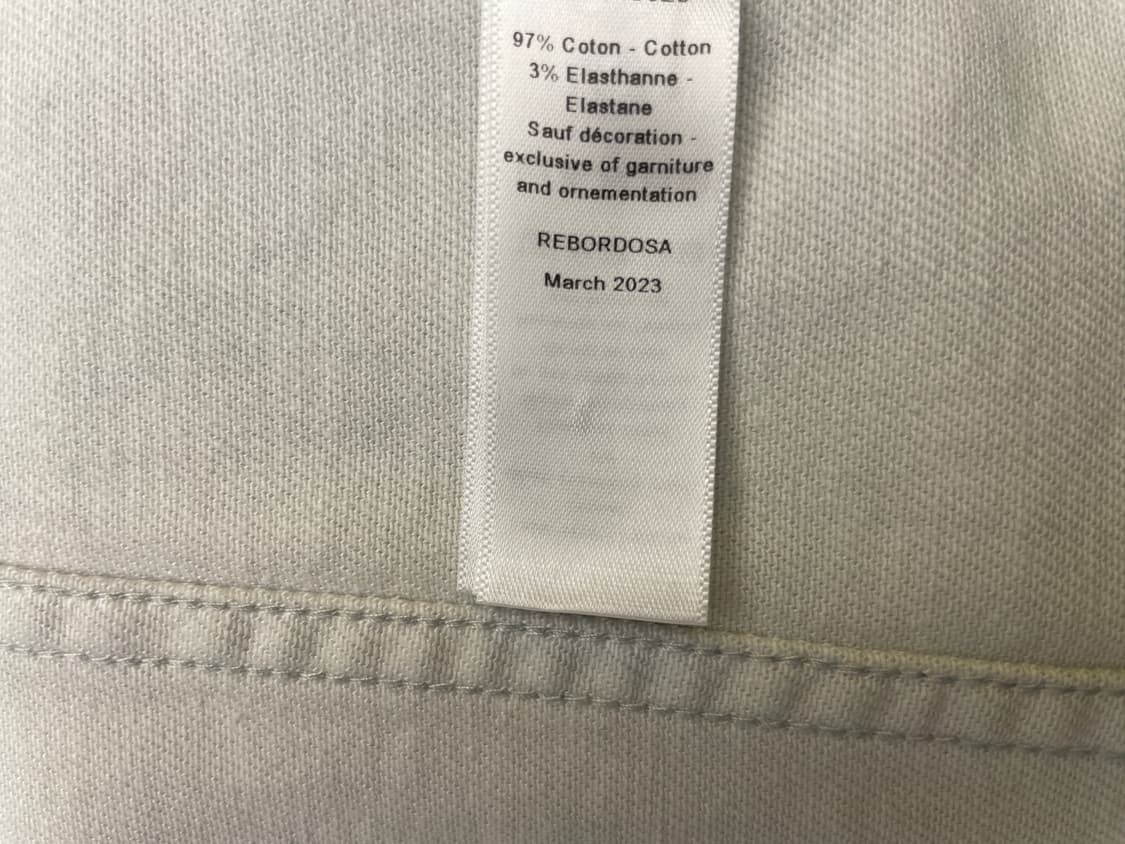 97% Coton - Cotton
3% Elasthanne -
Elastane
Sauf décoration -
exclusive of garniture
and ornementation
REBORDOSA
March 2023